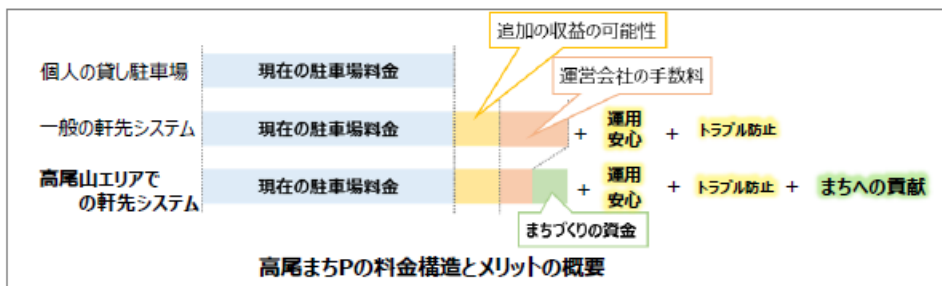 追加の収益の可能性
個人の貸し駐車場
現在の駐車場料金
運営会社の手数料
一般の軒先システム
現在の駐車場料金
+ 運用安心 + トラブル防止
高尾山エリアで
の軒先システム
現在の駐車場料金
+ 運用安心 + トラブル防止 + まちへの貢献
まちづくりの資金
高尾まちPの料金構造とメリットの概要